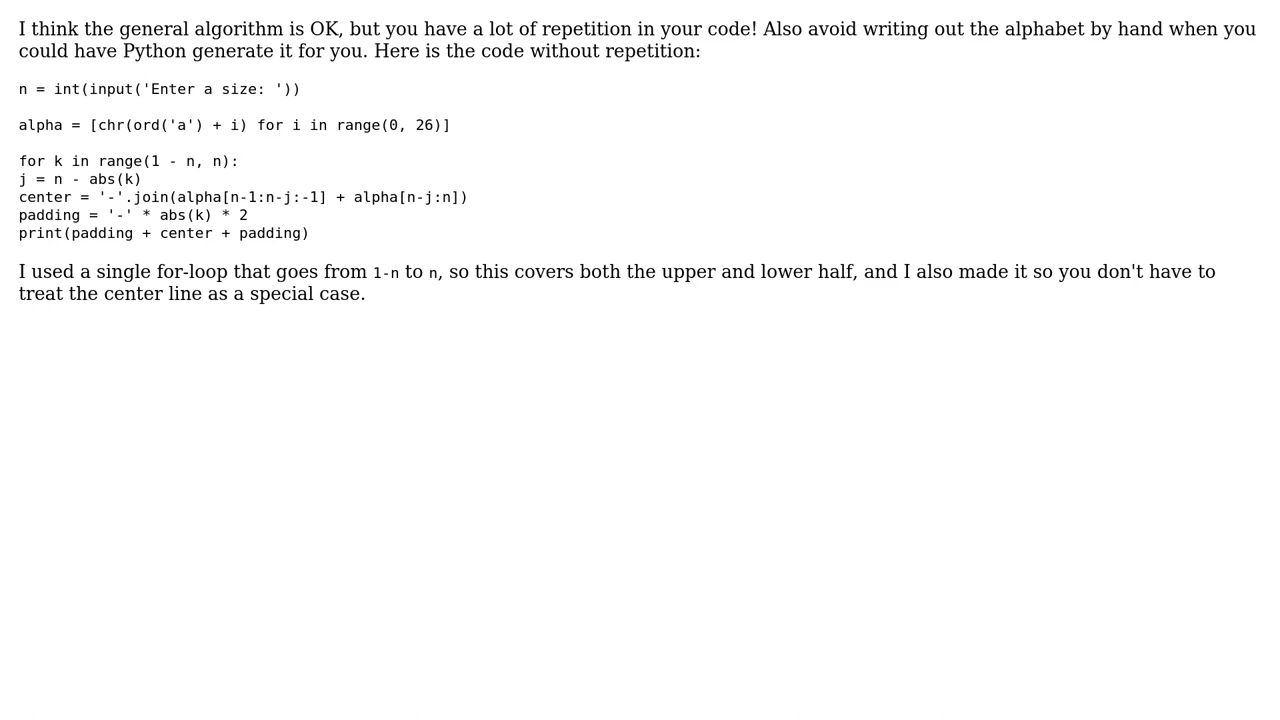 I think the general algorithm is OK, but you have a lot of repetition in your code! Also avoid writing out the alphabet by hand when you
could have Python generate it for you. Here is the code without repetition:
n = int(input('Enter a size: '))
alpha = [chr(ord('a') + i) for i in range(0, 26)]
for k in range(1 - n, n):
j = n - abs(k)
center = '-'.join(alpha[n-1:n-j:-1] + alpha[n-j:n])
padding = '-' * abs(k) * 2
print(padding + center + padding)
I used a single for-loop that goes from 1-n to n, so this covers both the upper and lower half, and I also made it so you don't have to
treat the center line as a special case.